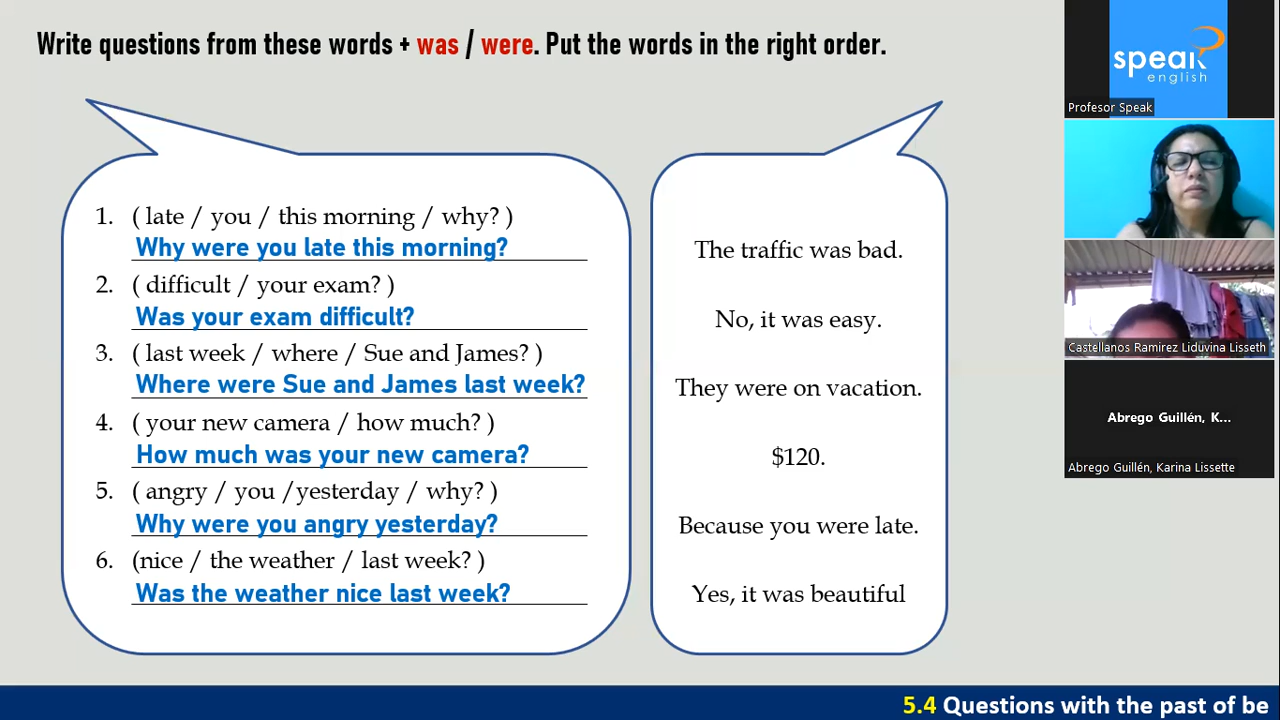 Write questions from these words + was / were. Put the words in the right order.
1. ( late / you / this morning / why? )
Why were you late this morning?
2. ( difficult / your exam? )
Was your exam difficult?
3. ( last week / where / Sue and James? )
Where were Sue and James last week?
4. ( your new camera / how much? )
How much was your new camera?
5. ( angry / you /yesterday / why? )
Why were you angry yesterday?
6. (nice / the weather / last week? )
Was the weather nice last week?
The traffic was bad.
No, it was easy.
They were on vacation.
$120.
Because you were late.
Yes, it was beautiful
5.4 Questions with the past of be
speak
english
Profesor Speak
Castellanos Ramirez Liduvina Lisseth
Abrego Guillén, K...
Abrego Guillén, Karina Lissette